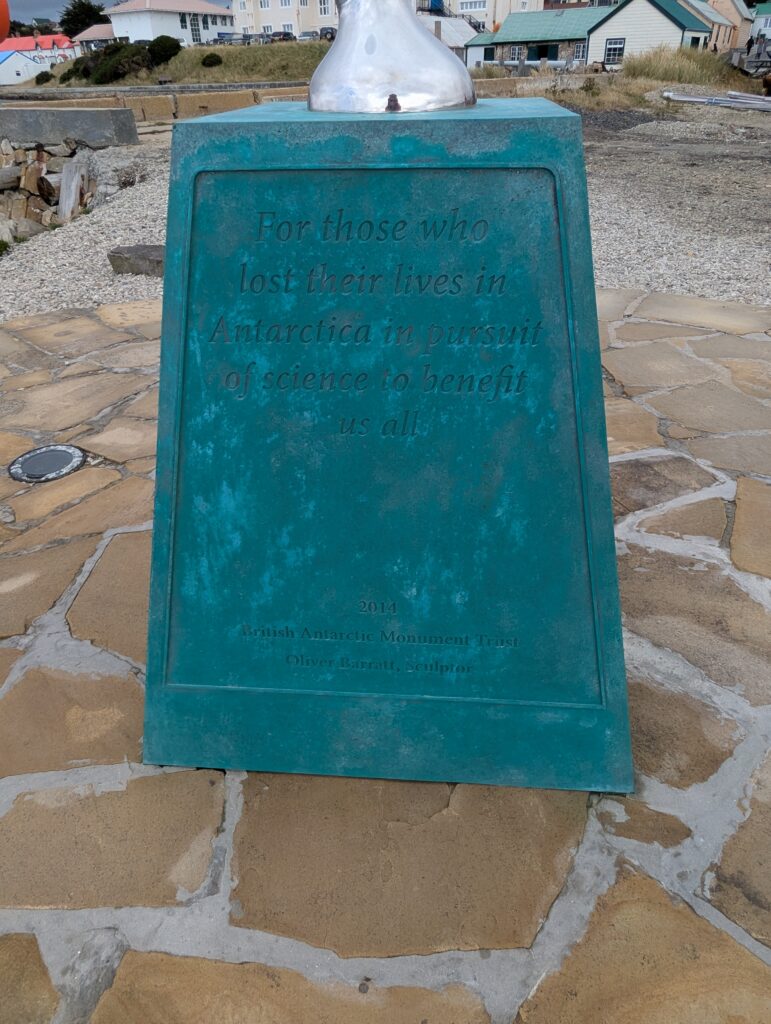 For those who
lost their lives in
Antarctica in pursuit
of science to benefit
us all
2014
British Antarctic Monument Trust
Oliver Barratt, Sculptor